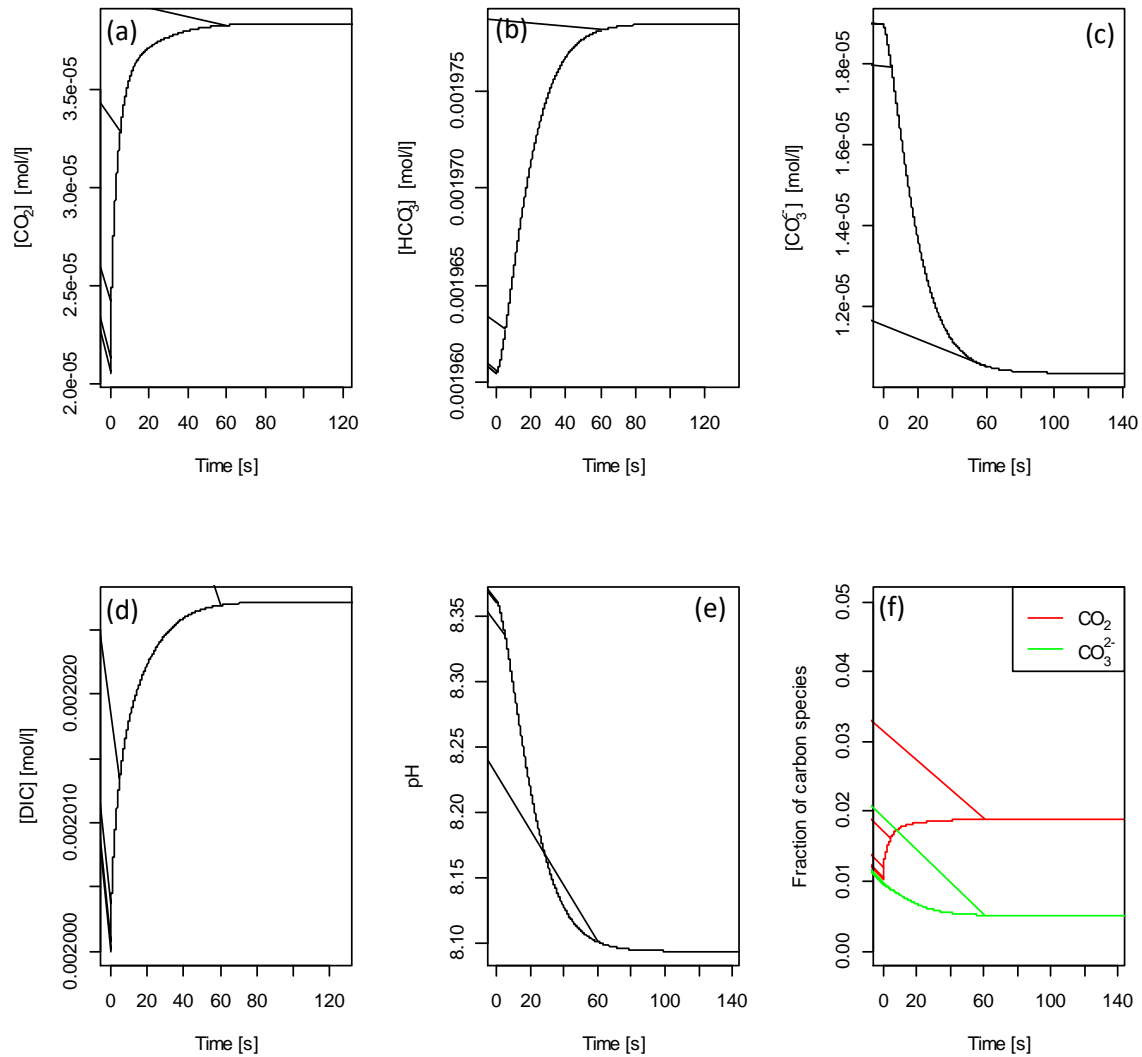 (a)
[CO₂] [mol/l]
2.0e-05 2.5e-05 3.0e-05 3.5e-05
0 20 40 60 80 120
Time [s]
(b)
[HCO₃⁻] [mol/l]
0.001960 0.001965 0.001970 0.001975
0 20 40 60 80 120
Time [s]
(c)
[CO₃²⁻] [mol/l]
1.2e-05 1.4e-05 1.6e-05 1.8e-05
0 20 40 60 80 100 140
Time [s]
(d)
[DIC] [mol/l]
0.002000 0.002010 0.002020
0 20 40 60 80 120
Time [s]
(e)
pH
8.10 8.15 8.20 8.25 8.30 8.35
0 20 40 60 80 100 140
Time [s]
(f)
CO₂
CO₃²⁻
Fraction of carbon species
0.00 0.01 0.02 0.03 0.04 0.05
0 20 40 60 100 140
Time [s]